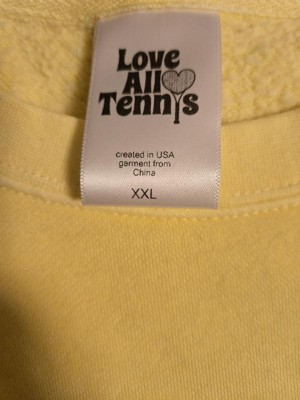 Love
All
Tennis
created in USA
garment from
China
XXL